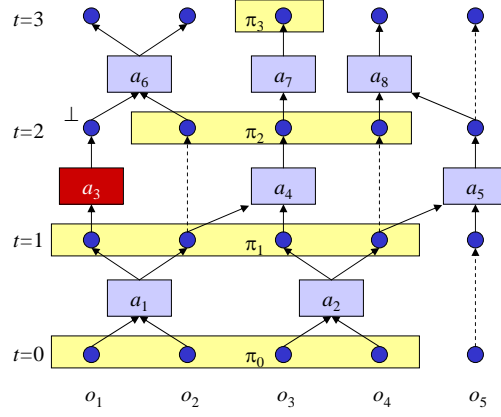 t=3 π₃
a₆ a₇ a₈
⊥
t=2 π₂
a₃ a₄ a₅
t=1 π₁
a₁ a₂
t=0 π₀
o₁ o₂ o₃ o₄ o₅